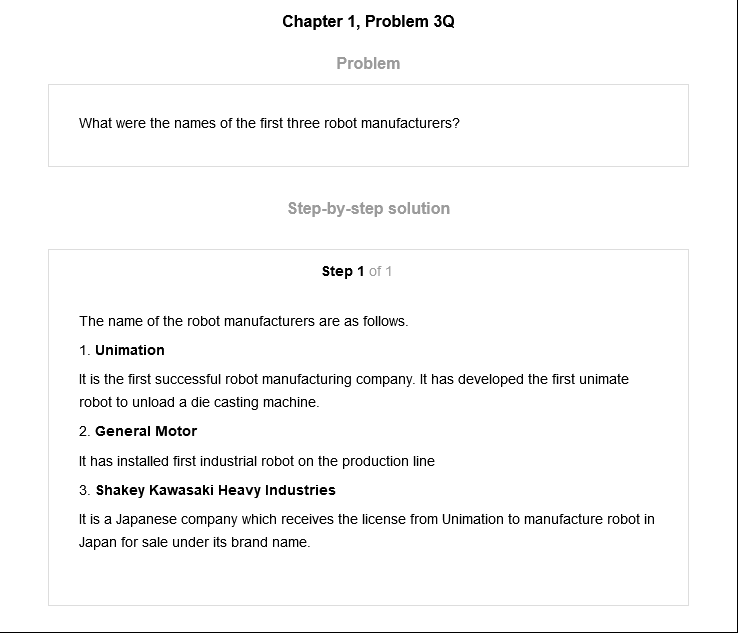 Chapter 1, Problem 3Q
Problem
What were the names of the first three robot manufacturers?
Step-by-step solution
Step 1 of 1
The name of the robot manufacturers are as follows.
1. Unimation
It is the first successful robot manufacturing company. It has developed the first unimate
robot to unload a die casting machine.
2. General Motor
It has installed first industrial robot on the production line
3. Shakey Kawasaki Heavy Industries
It is a Japanese company which receives the license from Unimation to manufacture robot in
Japan for sale under its brand name.